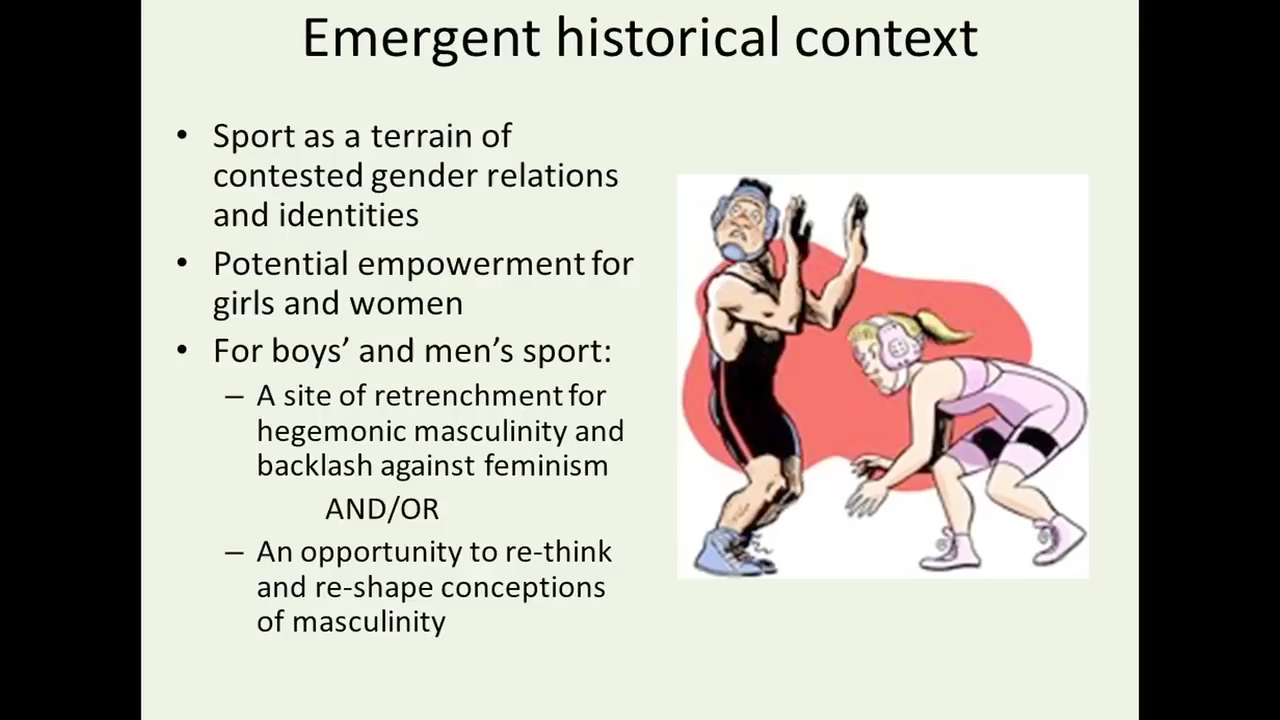 Emergent historical context
• Sport as a terrain of
contested gender relations
and identities
• Potential empowerment for
girls and women
• For boys’ and men’s sport:
– A site of retrenchment for
hegemonic masculinity and
backlash against feminism
AND/OR
– An opportunity to re-think
and re-shape conceptions
of masculinity